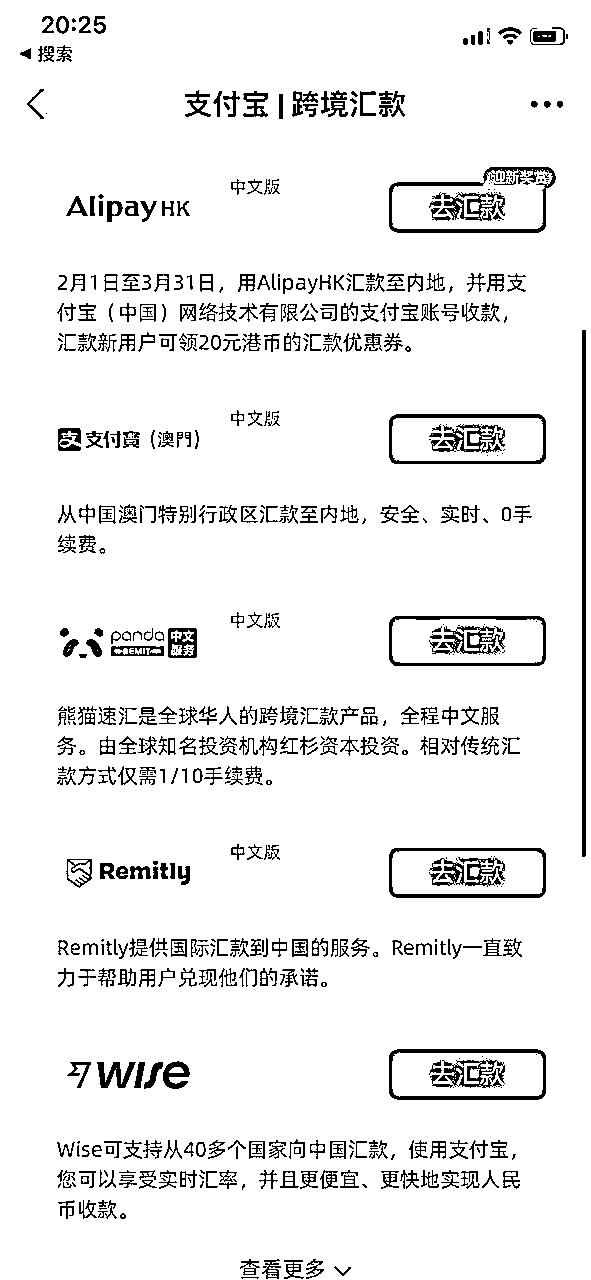 20:25
搜索
支付宝 | 跨境汇款
迎新奖赏
Alipay HK
中文版
去汇款
2月1日至3月31日，用AlipayHK汇款至内地，并用支
付宝（中国）网络技术有限公司的支付宝账号收款，
汇款新用户可领20元港币的汇款优惠券。
支 支付寶（澳門）
中文版
去汇款
从中国澳门特别行政区汇款至内地，安全、实时、0手
续费。
panda REMIT 中文服务
中文版
去汇款
熊猫速汇是全球华人的跨境汇款产品，全程中文服
务。由全球知名投资机构红杉资本投资。相对传统汇
款方式仅需1/10手续费。
Remitly
中文版
去汇款
Remitly提供国际汇款到中国的服务。Remitly一直致
力于帮助用户兑现他们的承诺。
WISE
去汇款
Wise可支持从40多个国家向中国汇款，使用支付宝，
您可以享受实时汇率，并且更便宜、更快地实现人民
币收款。
查看更多